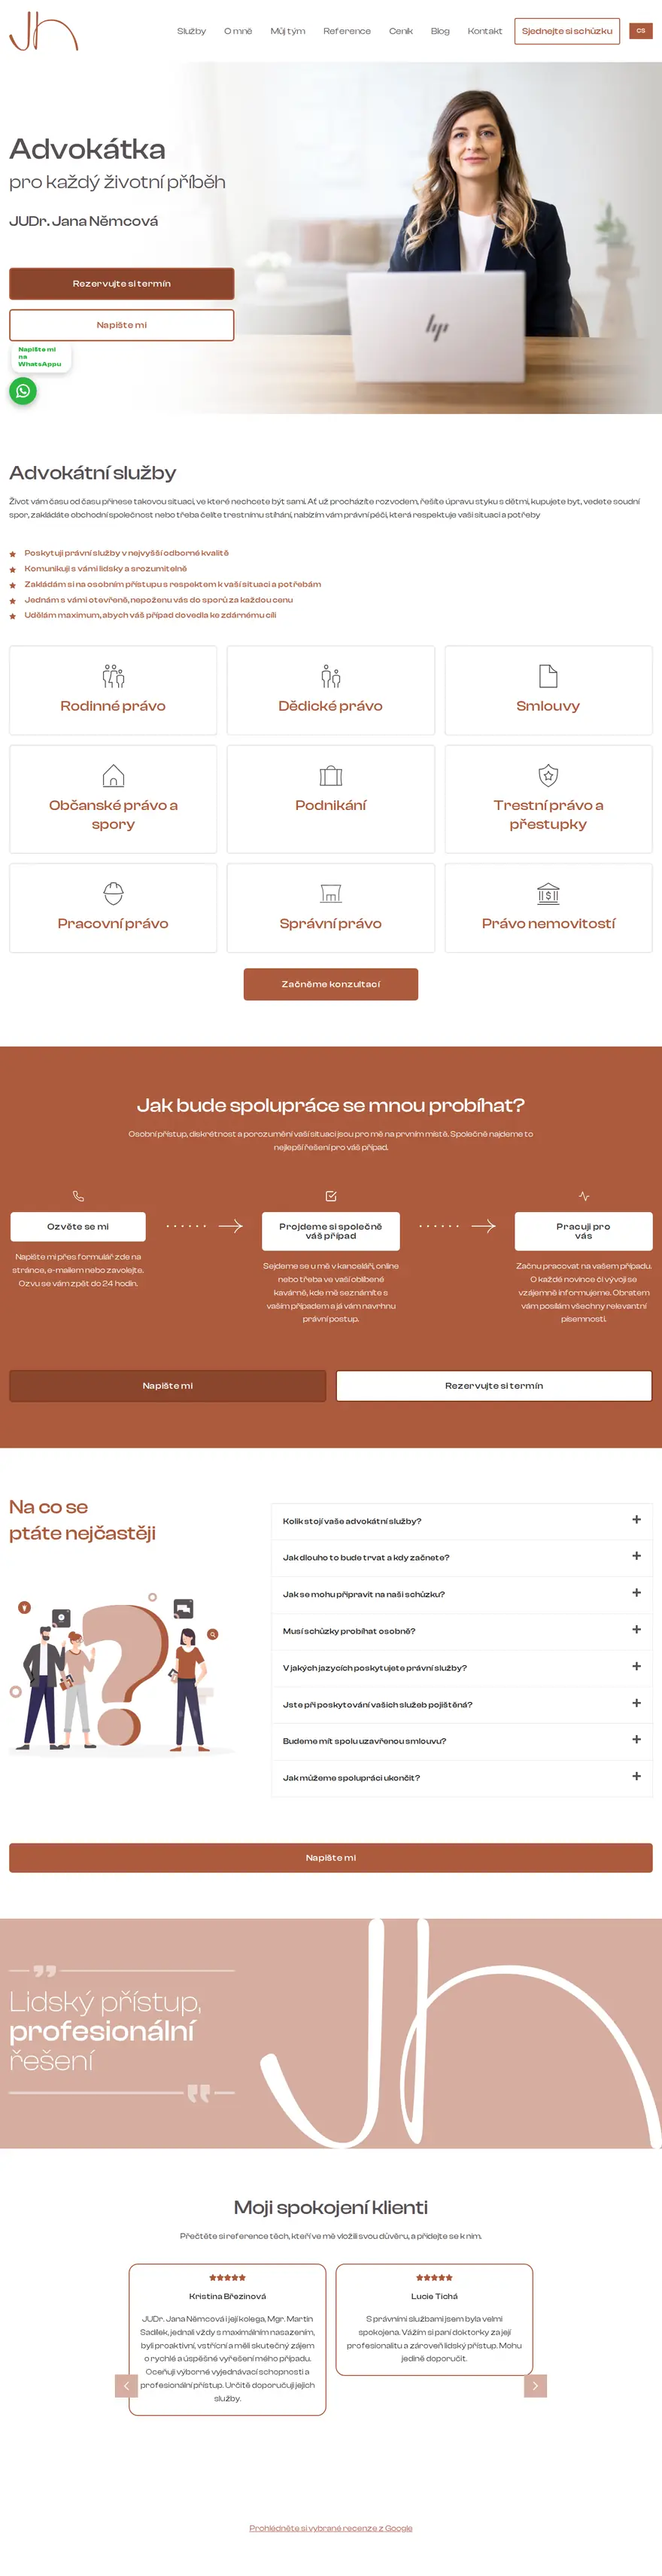 Jn
Služby
O mně
Můj tým
Reference
Ceník
Blog
Kontakt
Sjednejte si schůzku
CS
Advokátka
pro každý životní příběh
JUDr. Jana Němcová
Rezervujte si termín
Napište mi
Napište mi
na
WhatsAppu
hp
Advokátní služby
Život vám času od času přinese takovou situaci, ve které nechcete být sami. Ať už procházíte rozvodem, řešíte úpravu styku s dětmi, kupujete byt, vedete soudní
spor, zakládáte obchodní společnost nebo třeba čelíte trestnímu stíhání, nabízím vám právní péči, která respektuje vaši situaci a potřeby
Poskytuji právní služby v nejvyšší odborné kvalitě
Komunikuji s vámi lidsky a srozumitelně
Zakládám si na osobním přístupu s respektem k vaší situaci a potřebám
Jednám s vámi otevřeně, nepoženu vás do sporů za každou cenu
Udělám maximum, abych váš případ dovedla ke zdárnému cíli
Rodinné právo
Dědické právo
Smlouvy
Občanské právo a
spory
Podnikání
Trestní právo a
přestupky
Pracovní právo
Správní právo
Právo nemovitostí
Začněme konzultací
Jak bude spolupráce se mnou probíhat?
Osobní přístup, diskrétnost a porozumění vaší situaci jsou pro mě na prvním místě. Společně najdeme to
nejlepší řešení pro váš případ.
Ozvěte se mi
Napište mi přes formulář zde na
stránce, e-mailem nebo zavolejte.
Ozvu se vám zpět do 24 hodin.
Projdeme si společně
váš případ
Sejdeme se u mě v kanceláři, online
nebo třeba ve vaší oblíbené
kavárně, kde mě seznámíte s
vaším případem a já vám navrhnu
právní postup.
Pracuji pro
vás
Začnu pracovat na vašem případu.
O každé novince či vývoji se
vzájemně informujeme. Obratem
vám posílám všechny relevantní
písemnosti.
Napište mi
Rezervujte si termín
Na co se
ptáte nejčastěji
Kolik stojí vaše advokátní služby?
Jak dlouho to bude trvat a kdy začnete?
Jak se mohu připravit na naši schůzku?
Musí schůzky probíhat osobně?
V jakých jazycích poskytujete právní služby?
Jste při poskytování vašich služeb pojištěná?
Budeme mít spolu uzavřenou smlouvu?
Jak můžeme spolupráci ukončit?
Napište mi
Lidský přístup,
profesionální
řešení
Jn
Moji spokojení klienti
Přečtěte si reference těch, kteří ve mě vložili svou důvěru, a přidejte se k nim.
Kristina Březinová
JUDr. Jana Němcová i její kolega, Mgr. Martin
Sadílek, jednali vždy s maximálním nasazením,
byli proaktivní, vstřícní a měli skutečný zájem
o rychlé a úspěšné vyřešení mého případu.
Oceňuji výborné vyjednávací schopnosti a
profesionální přístup. Určitě doporučuji jejich
služby.
Lucie Tichá
S právními službami jsem byla velmi
spokojena. Vážím si paní doktorky za její
profesionalitu a zároveň lidský přístup. Mohu
jedině doporučit.
Prohlédněte si vybrané recenze z Google